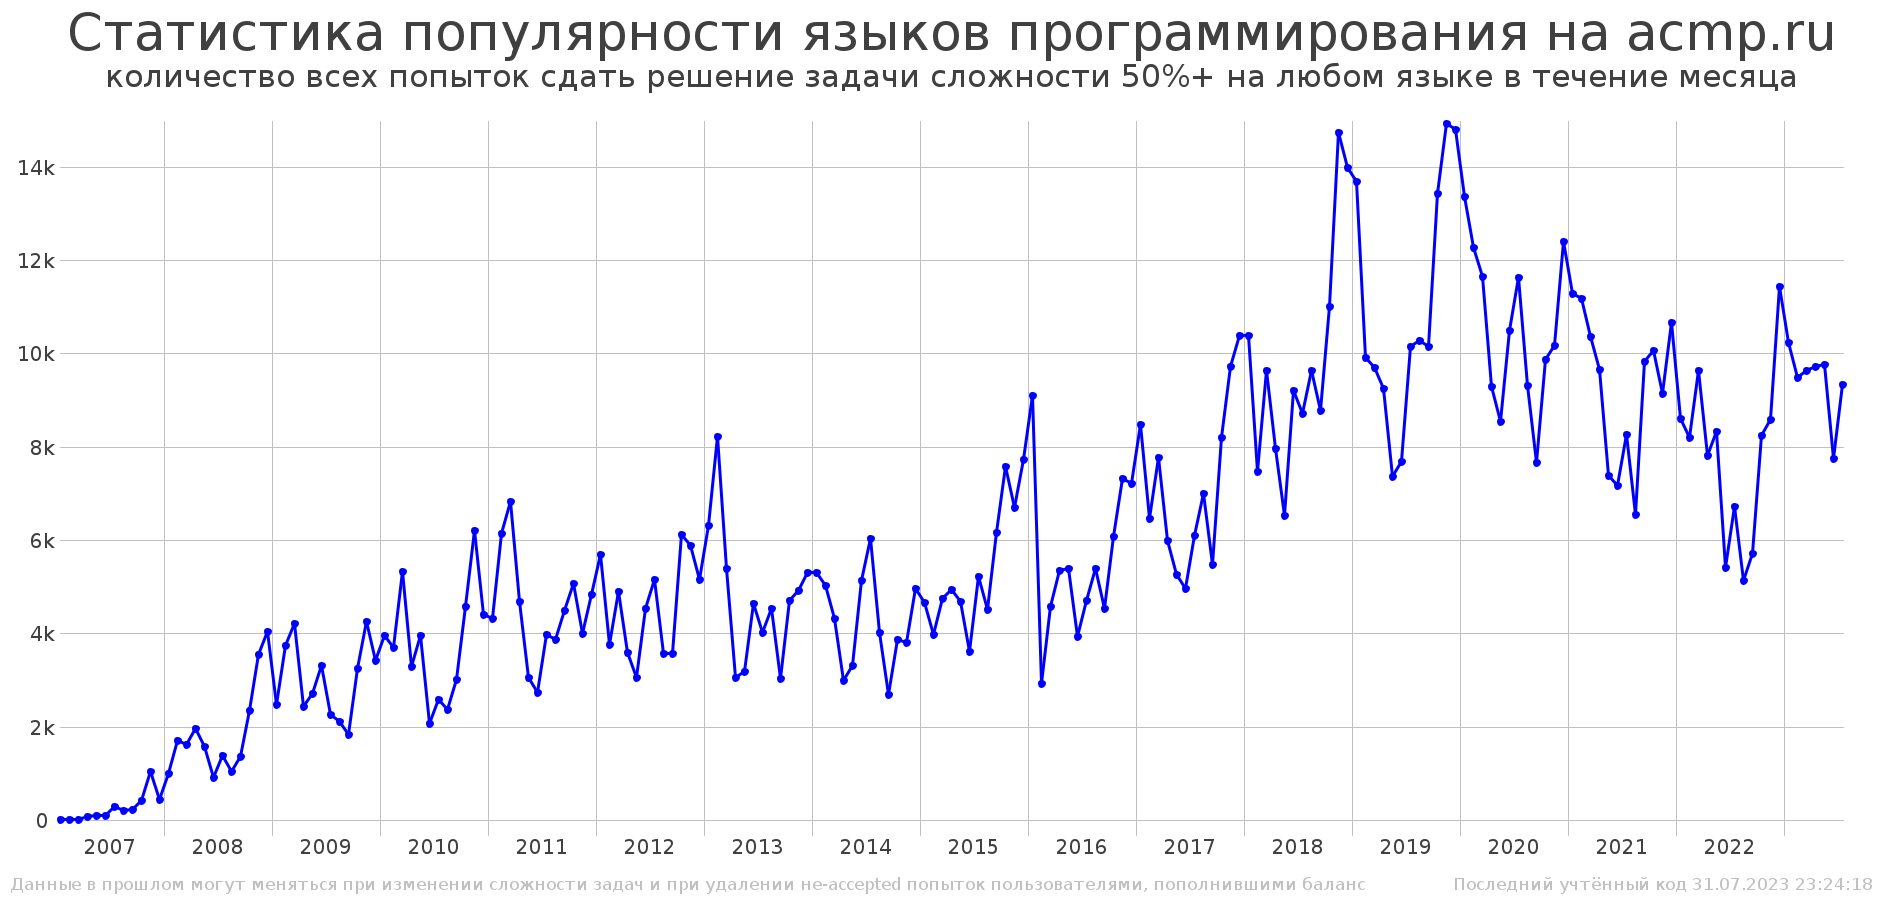 Статистика популярности языков программирования на acmp.ru
количество всех попыток сдать решение задачи сложности 50%+ на любом языке в течение месяца
14k
12k
10k
8k
6k
4k
2k
0
2007 2008 2009 2010 2011 2012 2013 2014 2015 2016 2017 2018 2019 2020 2021 2022
Данные в прошлом могут меняться при изменении сложности задач и при удалении не-accepted попыток пользователями, пополнившими баланс
Последний учтённый код 31.07.2023 23:24:18